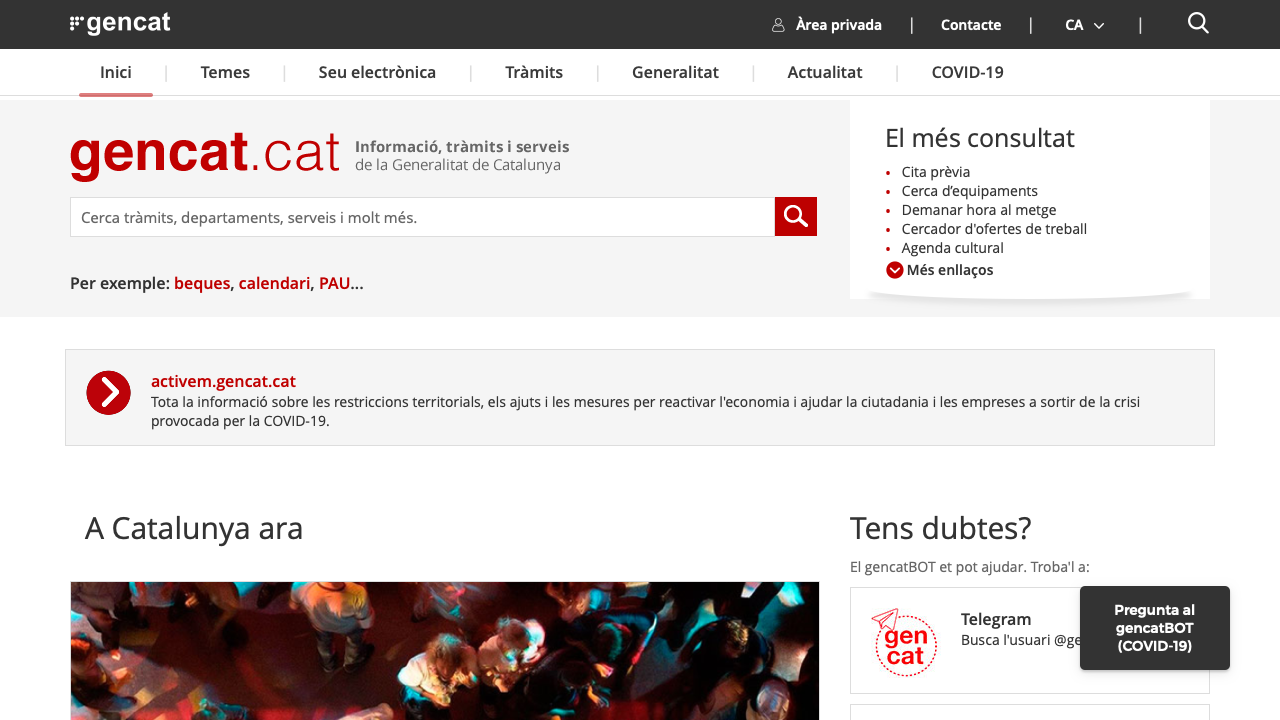 gencat
Àrea privada
Contacte
CA
Inici
Temes
Seu electrònica
Tràmits
Generalitat
Actualitat
COVID-19
gencat.cat
Informació, tràmits i serveis
de la Generalitat de Catalunya
Cerca tràmits, departaments, serveis i molt més.
Per exemple: beques, calendari, PAU...
El més consultat
Cita prèvia
Cerca d’equipaments
Demanar hora al metge
Cercador d'ofertes de treball
Agenda cultural
Més enllaços
activem.gencat.cat
Tota la informació sobre les restriccions territorials, els ajuts i les mesures per reactivar l'economia i ajudar la ciutadania i les empreses a sortir de la crisi
provocada per la COVID-19.
A Catalunya ara
Tens dubtes?
El gencatBOT et pot ajudar. Troba'l a:
gen
cat
Telegram
Busca l'usuari
Pregunta al
gencatBOT
(COVID-19)